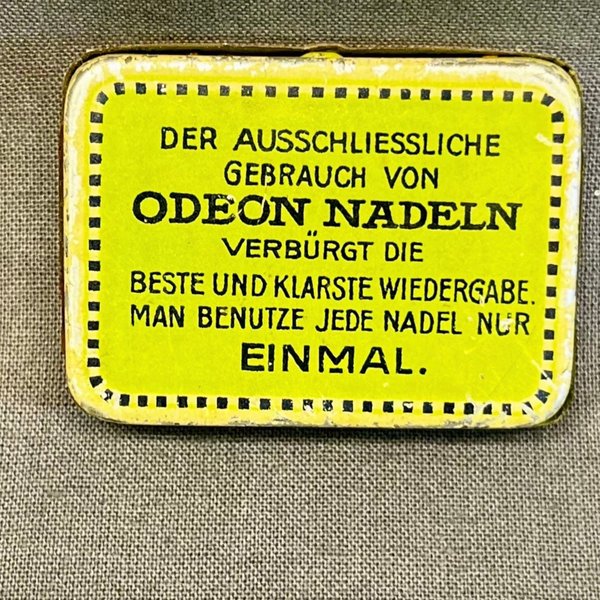 DER AUSSCHLIESSLICHE
GEBRAUCH VON
ODEON NADELN
VERBÜRGT DIE
BESTE UND KLARSTE WIEDERGABE.
MAN BENUTZE JEDE NADEL NUR
EINMAL.